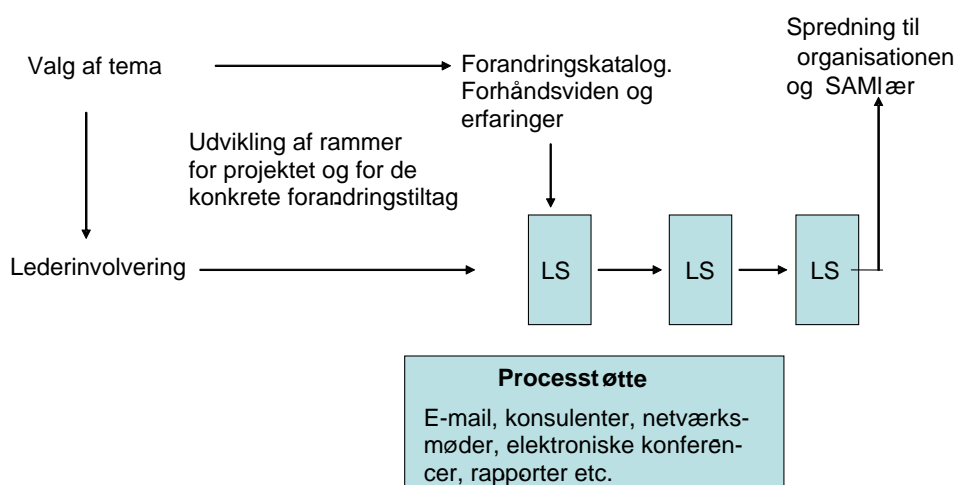 Valg af tema
Forandringskatalog.
Forhåndsviden og
erfaringer
Spredning til
organisationen
og SAMlær
Udvikling af rammer
for projektet og for de
konkrete forandringstiltag
Lederinvolvering
LS
LS
LS
Processtøtte
E-mail, konsulenter, netværks-
møder, elektroniske konferen-
cer, rapporter etc.